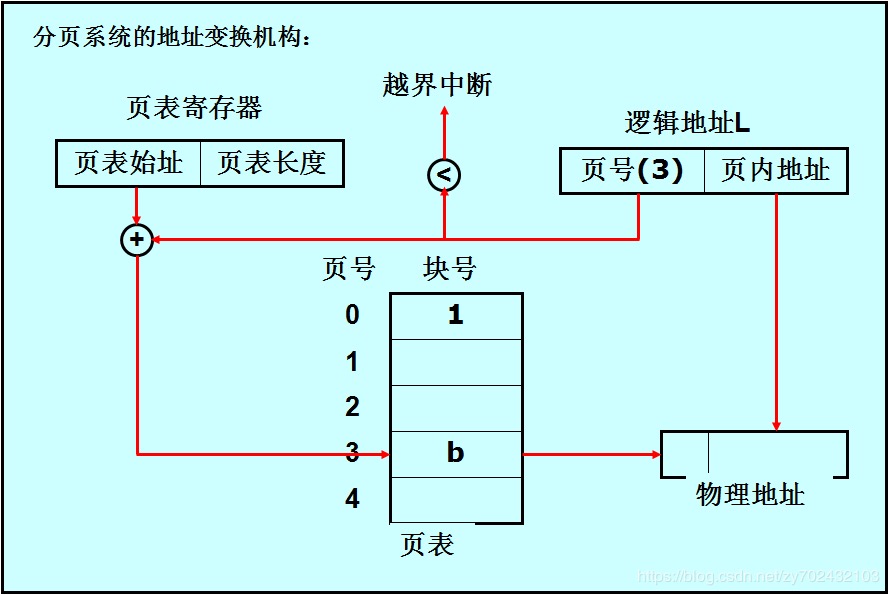 分页系统的地址变换机构:
越界中断
页表寄存器
逻辑地址L
页表始址 页表长度
<
页号(3) 页内地址
+
页号 块号
0 1
1
2
3 b
4
物理地址
页表
https://blog.csdn.net/zy702432103